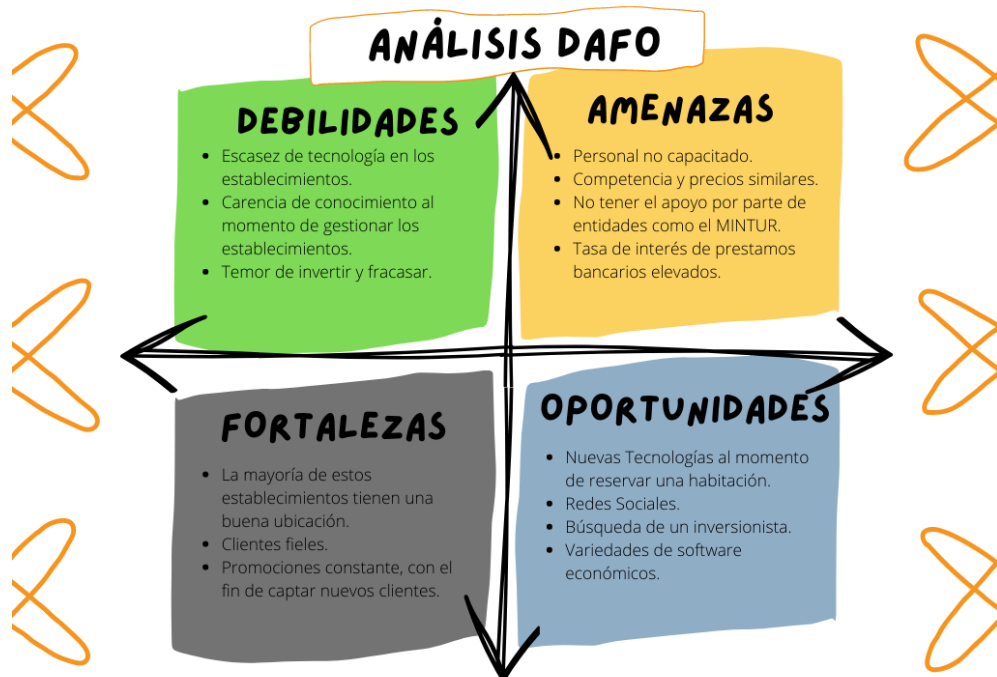 ANÁLISIS DAFO
DEBILIDADES
• Escasez de tecnología en los
establecimientos.
• Carencia de conocimiento al
momento de gestionar los
establecimientos.
• Temor de invertir y fracasar.
AMENAZAS
• Personal no capacitado.
• Competencia y precios similares.
• No tener el apoyo por parte de
entidades como el MINTUR.
• Tasa de interés de prestamos
bancarios elevados.
FORTALEZAS
• La mayoría de estos
establecimientos tienen una
buena ubicación.
• Clientes fieles.
• Promociones constante, con el
fin de captar nuevos clientes.
OPORTUNIDADES
• Nuevas Tecnologías al momento
de reservar una habitación.
• Redes Sociales.
• Búsqueda de un inversionista.
• Variedades de software
económicos.